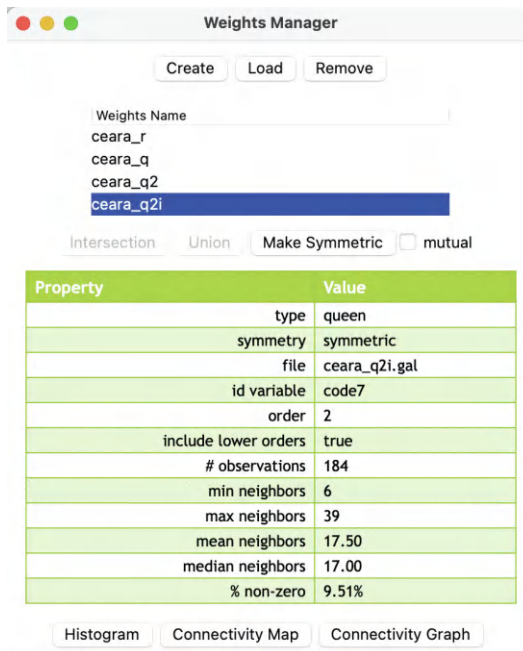 Weights Manager
Create Load Remove
Weights Name
ceara_r
ceara_q
ceara_q2
ceara_q2i
Intersection Union Make Symmetric mutual
Property Value
type queen
symmetry symmetric
file ceara_q2i.gal
id variable code7
order 2
include lower orders true
# observations 184
min neighbors 6
max neighbors 39
mean neighbors 17.50
median neighbors 17.00
% non-zero 9.51%
Histogram Connectivity Map Connectivity Graph